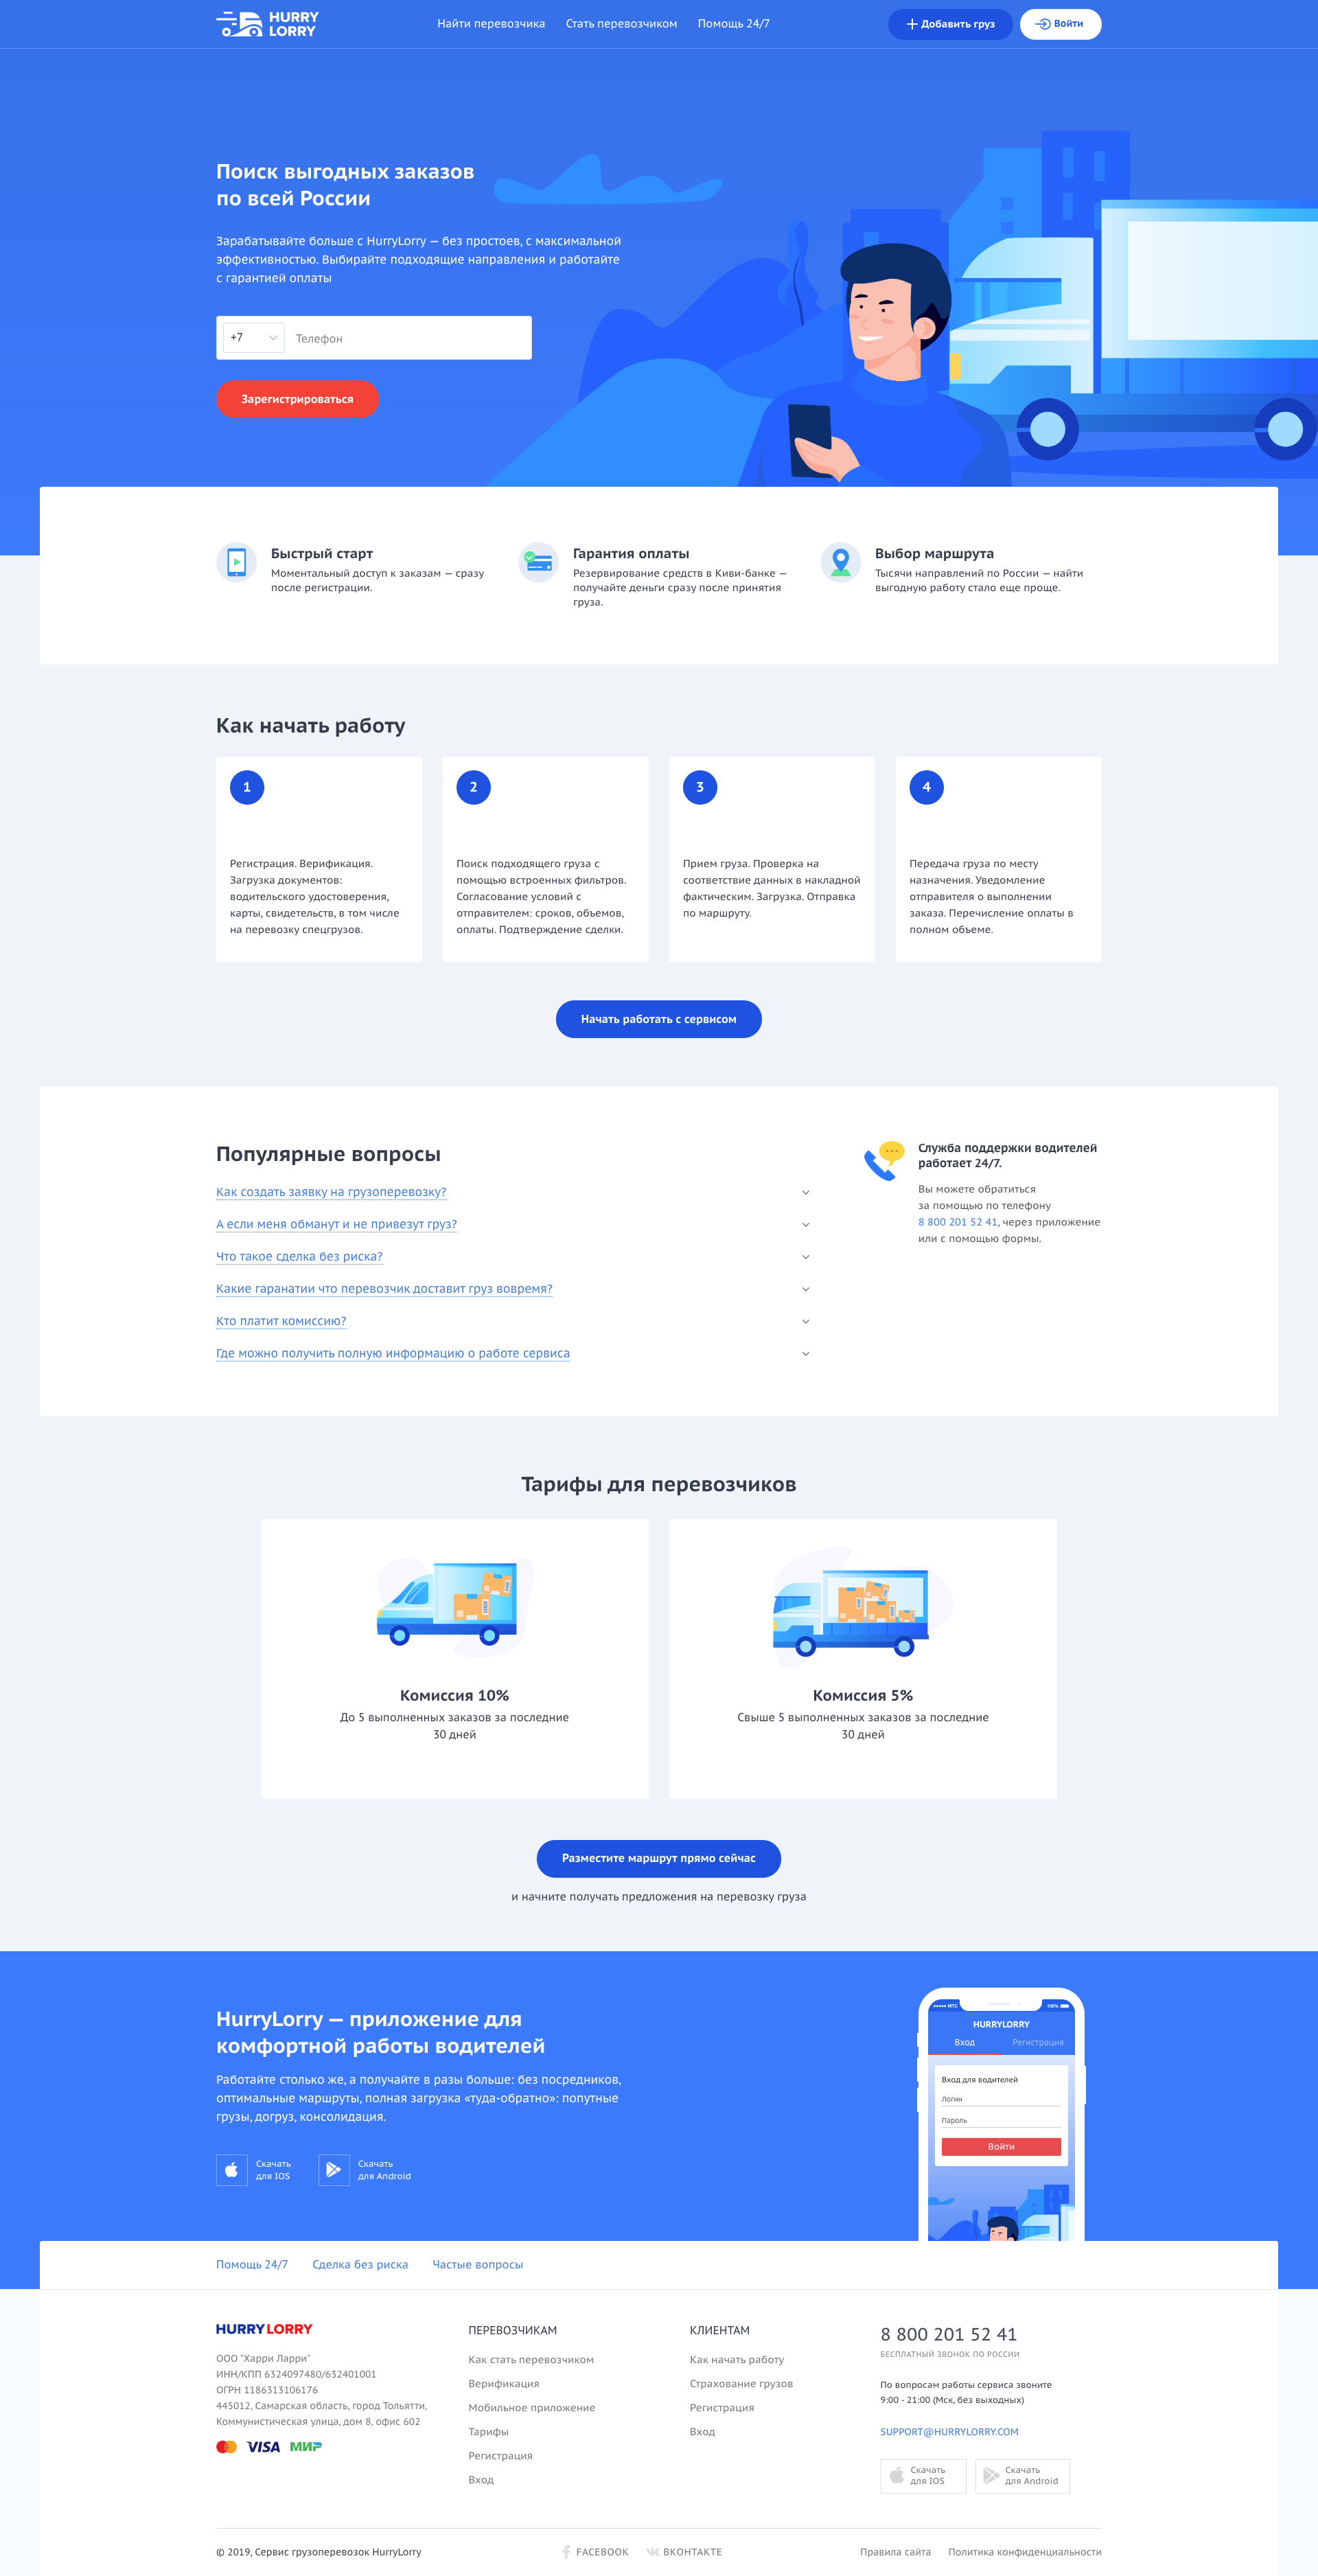 HURRY
LORRY
Найти перевозчика
Стать перевозчиком
Помощь 24/7
Добавить груз
Войти
Поиск выгодных заказов
по всей России
Зарабатывайте больше с HurryLorry — без простоев, с максимальной
эффективностью. Выбирайте подходящие направления и работайте
с гарантией оплаты
+7
Телефон
Зарегистрироваться
Быстрый старт
Моментальный доступ к заказам — сразу
после регистрации.
Гарантия оплаты
Резервирование средств в Киви-банке —
получайте деньги сразу после принятия
груза.
Выбор маршрута
Тысячи направлений по России — найти
выгодную работу стало еще проще.
Как начать работу
1
Регистрация. Верификация.
Загрузка документов:
водительского удостоверения,
карты, свидетельств, в том числе
на перевозку спецгрузов.
2
Поиск подходящего груза с
помощью встроенных фильтров.
Согласование условий с
отправителем: сроков, объемов,
оплаты. Подтверждение сделки.
3
Прием груза. Проверка на
соответствие данных в накладной
фактическим. Загрузка. Отправка
по маршруту.
4
Передача груза по месту
назначения. Уведомление
отправителя о выполнении
заказа. Перечисление оплаты в
полном объеме.
Начать работать с сервисом
Популярные вопросы
Как создать заявку на грузоперевозку?
А если меня обманут и не привезут груз?
Что такое сделка без риска?
Какие гаранатии что перевозчик доставит груз вовремя?
Кто платит комиссию?
Где можно получить полную информацию о работе сервиса
Служба поддержки водителей
работает 24/7.
Вы можете обратиться
за помощью по телефону
8 800 201 52 41, через приложение
или с помощью формы.
Тарифы для перевозчиков
Комиссия 10%
До 5 выполненных заказов за последние
30 дней
Комиссия 5%
Свыше 5 выполненных заказов за последние
30 дней
Разместите маршрут прямо сейчас
и начните получать предложения на перевозку груза
HurryLorry — приложение для
комфортной работы водителей
Работайте столько же, а получайте в разы больше: без посредников,
оптимальные маршруты, полная загрузка «туда-обратно»: попутные
грузы, догруз, консолидация.
Скачать
для IOS
Скачать
для Android
МТС
100%
HURRYLORRY
Вход
Регистрация
Вход для водителей
Логин
Пароль
Войти
Помощь 24/7
Сделка без риска
Частые вопросы
HURRY LORRY
ООО "Харри Ларри"
ИНН/КПП 6324097480/632401001
ОГРН 1186313106176
445012, Самарская область, город Тольятти,
Коммунистическая улица, дом 8, офис 602
VISA
МИР
ПЕРЕВОЗЧИКАМ
Как стать перевозчиком
Верификация
Мобильное приложение
Тарифы
Регистрация
Вход
КЛИЕНТАМ
Как начать работу
Страхование грузов
Регистрация
Вход
8 800 201 52 41
БЕСПЛАТНЫЙ ЗВОНОК ПО РОССИИ
По вопросам работы сервиса звоните
9:00 - 21:00 (Мск, без выходных)
SUPPORT@HURRYLORRY.COM
Скачать
для IOS
Скачать
для Android
© 2019, Сервис грузоперевозок HurryLorry
FACEBOOK
ВКОНТАКТЕ
Правила сайта
Политика конфиденциальности